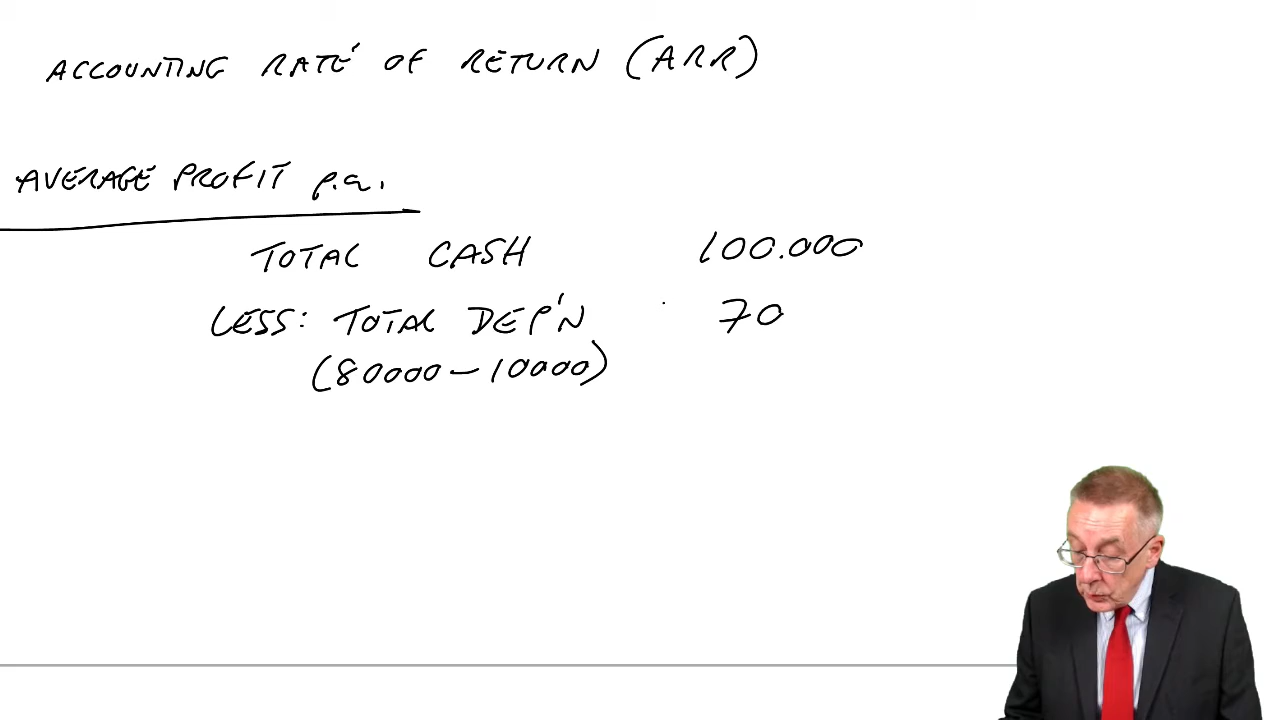 ACCOUNTING RATE OF RETURN (ARR)
AVERAGE PROFIT p.a.
TOTAL CASH 100.000
LESS: TOTAL DEP'N 70
(80000-10000)